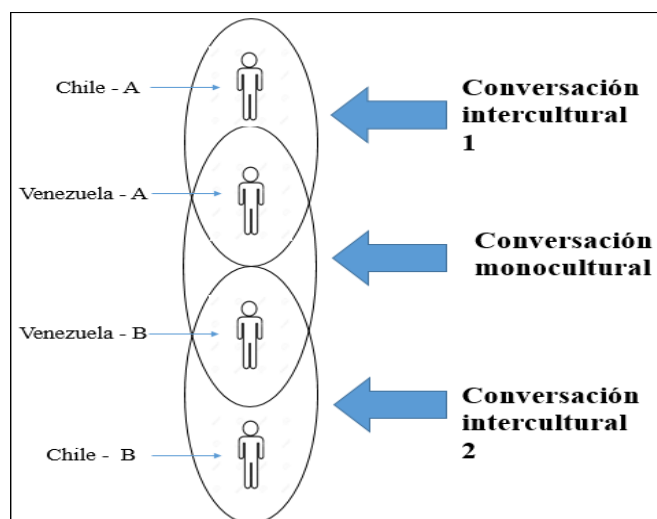 Chile - A
Conversación
intercultural
1
Venezuela - A
Conversación
monocultural
Venezuela - B
Conversación
intercultural
2
Chile - B